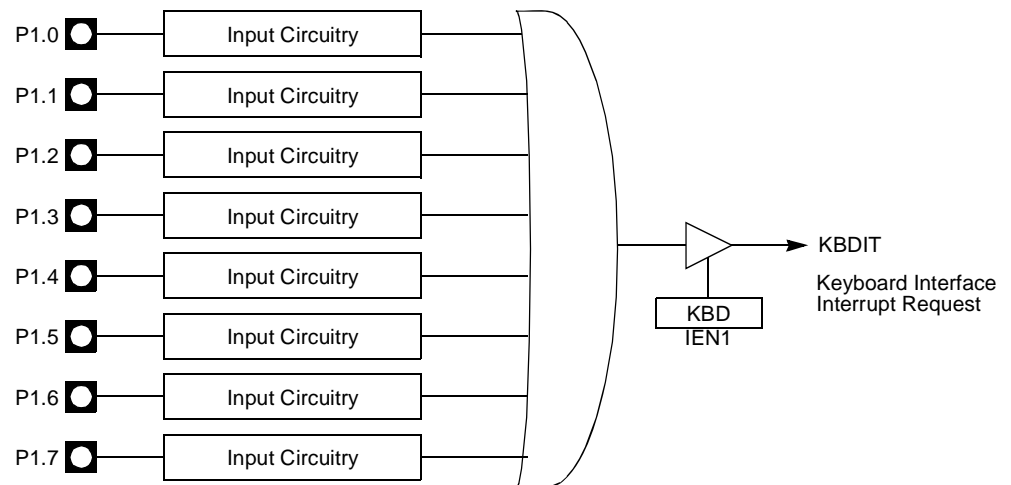 P1.0 Input Circuitry
P1.1 Input Circuitry
P1.2 Input Circuitry
P1.3 Input Circuitry
P1.4 Input Circuitry
P1.5 Input Circuitry
P1.6 Input Circuitry
P1.7 Input Circuitry
KBDIT
Keyboard Interface
Interrupt Request
KBD
IEN1